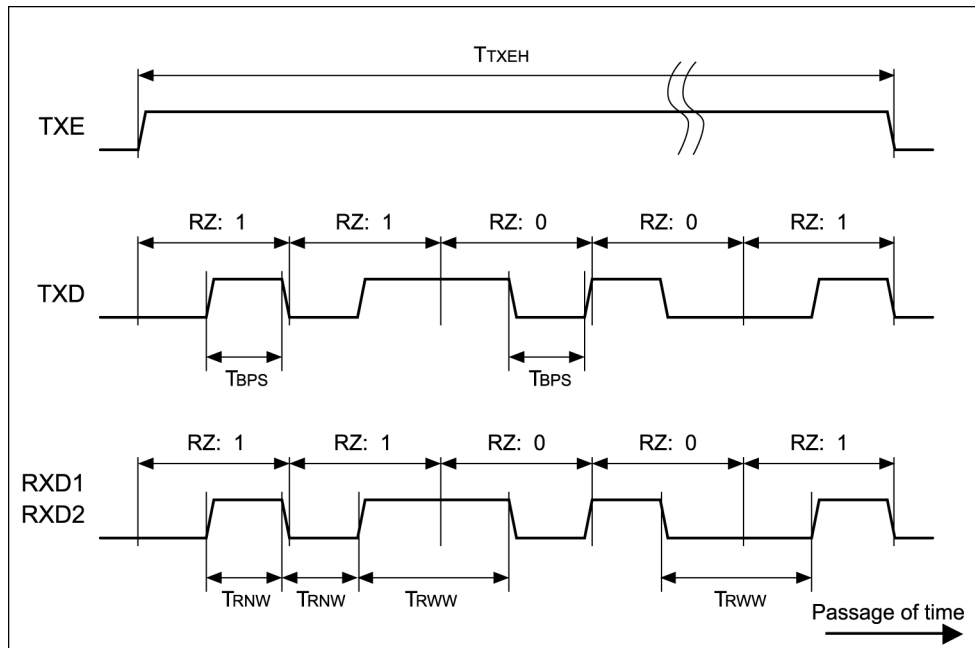 TTXEH
TXE
RZ: 1 RZ: 1 RZ: 0 RZ: 0 RZ: 1
TXD
TBPS TBPS
RZ: 1 RZ: 1 RZ: 0 RZ: 0 RZ: 1
RXD1
RXD2
TRNW TRNW TRWW TRWW
Passage of time